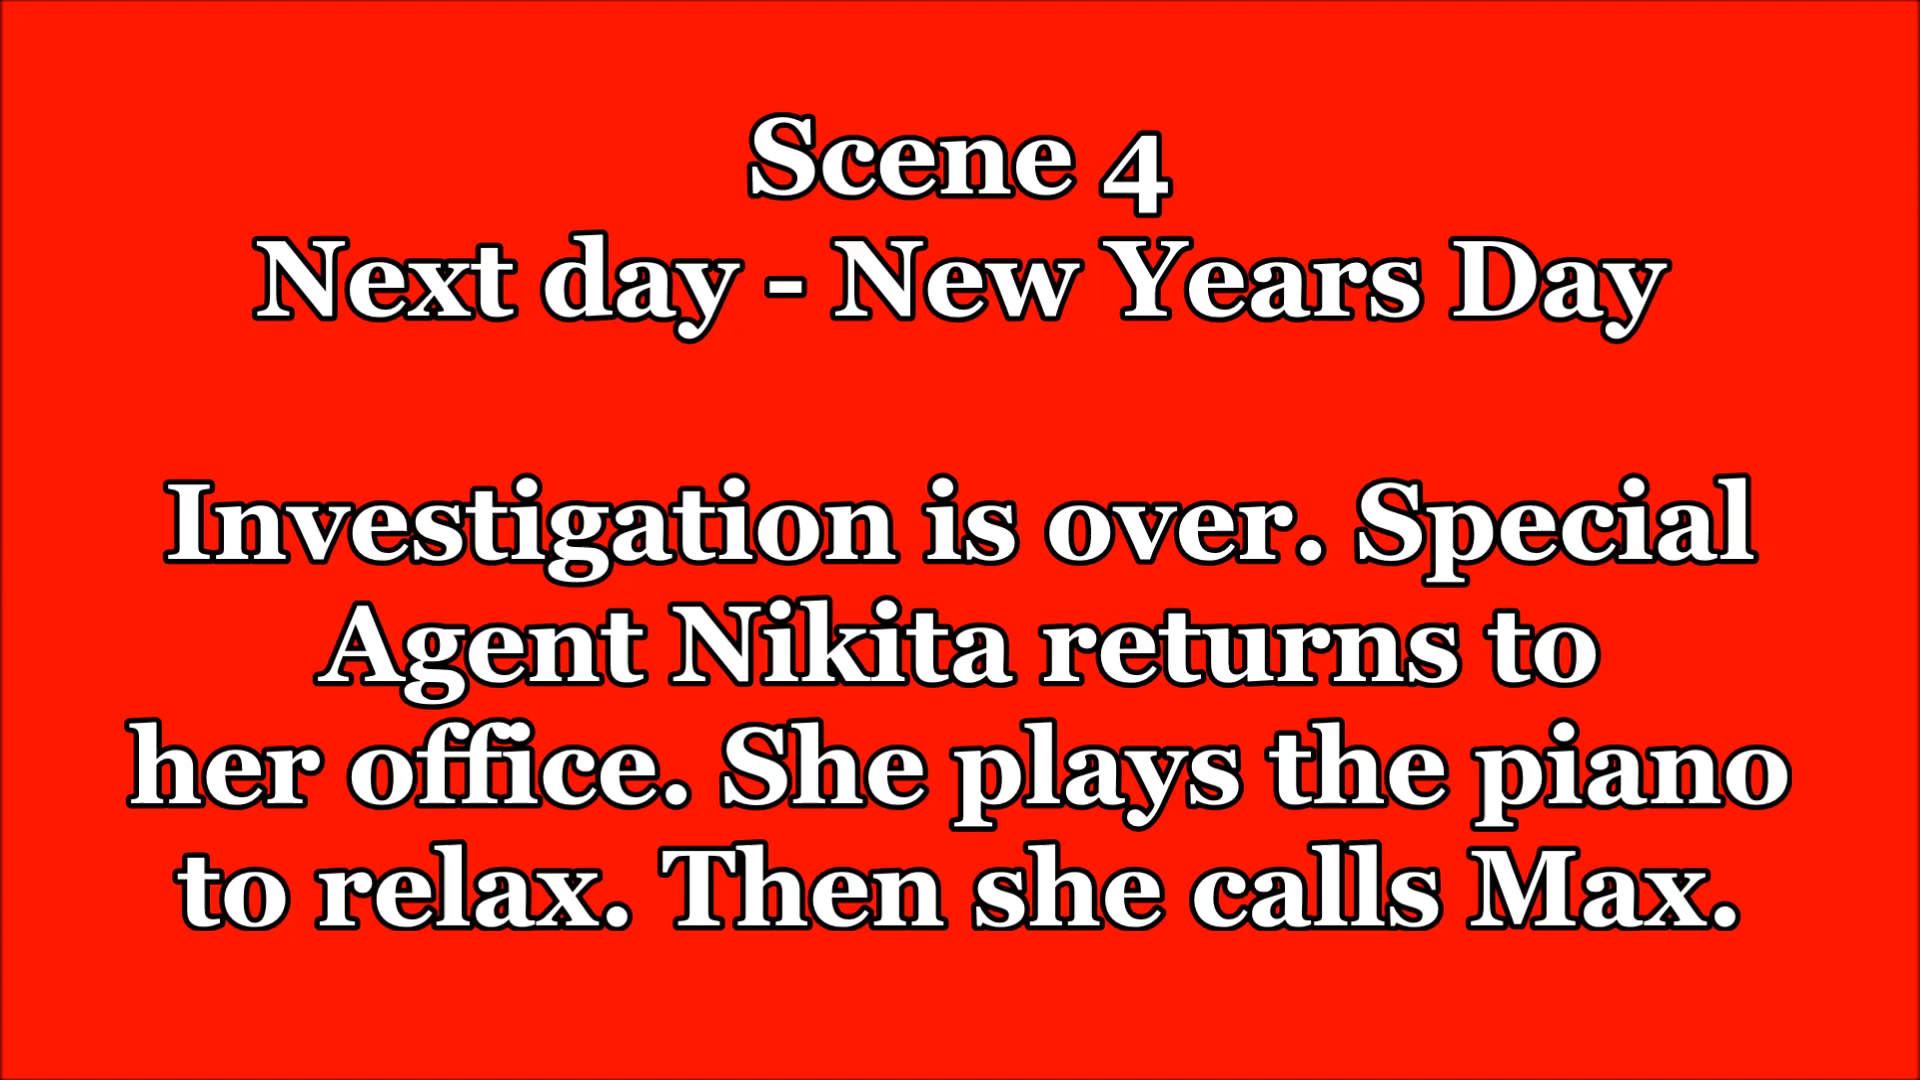 Scene 4
Next day - New Years Day
Investigation is over. Special
Agent Nikita returns to
her office. She plays the piano
to relax. Then she calls Max.